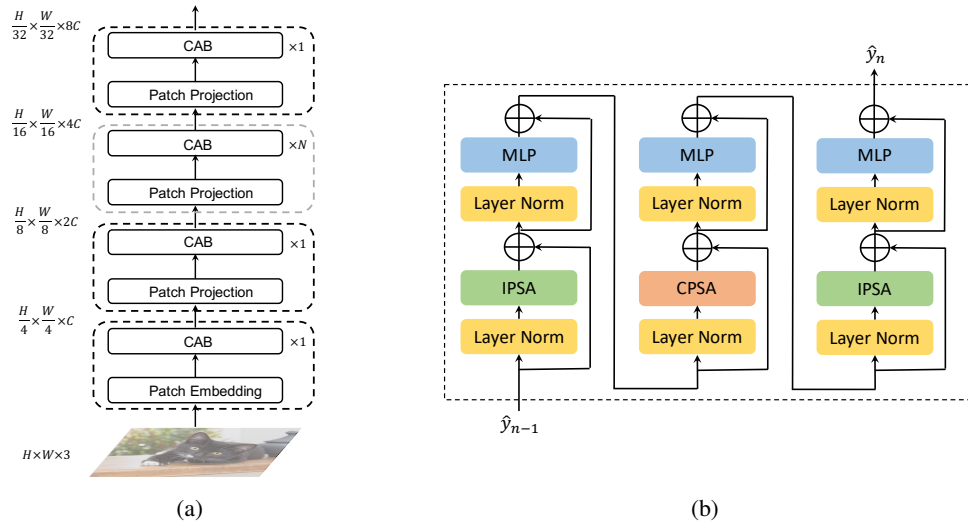 H/32 × W/32 × 8C
CAB
×1
Patch Projection
H/16 × W/16 × 4C
CAB
×N
Patch Projection
H/8 × W/8 × 2C
CAB
×1
Patch Projection
H/4 × W/4 × C
CAB
×1
Patch Embedding
H×W×3
(a)
ŷₙ
MLP
Layer Norm
IPSA
Layer Norm
ŷₙ₋₁
MLP
Layer Norm
CPSA
Layer Norm
MLP
Layer Norm
IPSA
Layer Norm
(b)